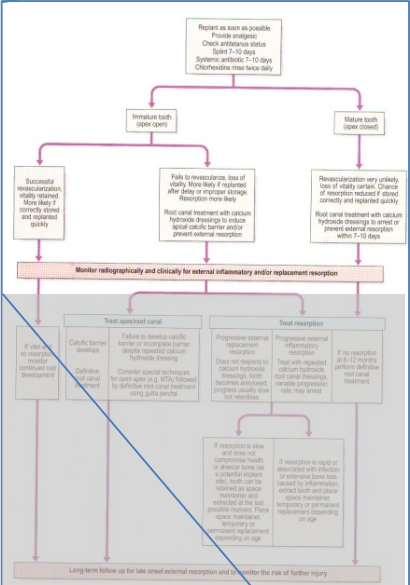 Replant as soon as possible
Provide analgesic
Check antitetanus status
Splint 7–10 days
Systemic antibiotic 7–10 days
Chlorhexidine rinse twice daily
Immature tooth
(apex open)
Mature tooth
(apex closed)
Successful
revascularization,
vitality retained.
More likely if
correctly stored
and replanted
quickly
Fails to revascularize, loss of
vitality. More likely if replanted
after delay or improper storage.
Resorption more likely
Root canal treatment with calcium
hydroxide dressings to induce
apical calcific barrier and/or
prevent external resorption
Revascularization very unlikely,
loss of vitality certain. Chance
of resorption reduced if stored
correctly and replanted quickly
Root canal treatment with calcium
hydroxide dressings to arrest or
prevent external resorption
within 7–10 days
Monitor radiographically and clinically for external inflammatory and/or replacement resorption
Treat apex/root canal
Treat resorption
If vital and
no resorption
monitor
continued root
development
Calcific barrier
develops
Definitive
root canal
treatment
Failure to develop calcific
barrier or incomplete barrier
despite repeated calcium
hydroxide dressing
Consider special techniques
for open apex (e.g. MTA) followed
by definitive root canal treatment
using gutta percha
Progressive external
replacement
resorption
Does not respond to
calcium hydroxide
dressings, tooth
becomes ankylosed,
progress usually slow
but relentless
Progressive external
inflammatory
resorption
Treat with repeated
calcium hydroxide
root canal dressings,
variable progression
rate, may arrest
If no resorption
at 6–12 months
perform definitive
root canal
treatment
If resorption is slow
and does not
compromise health
or alveolar bone (as
a potential implant
site), tooth can be
retained as space
maintainer and
extracted at the last
possible moment. Place
space maintainer,
temporary or
permanent replacement
depending on age
If resorption is rapid or
associated with infection
or extensive bone loss
caused by inflammation,
extract tooth and place
space maintainer,
temporary or permanent
replacement depending
on age
Long-term follow up for late onset external resorption and to monitor the risk of further injury